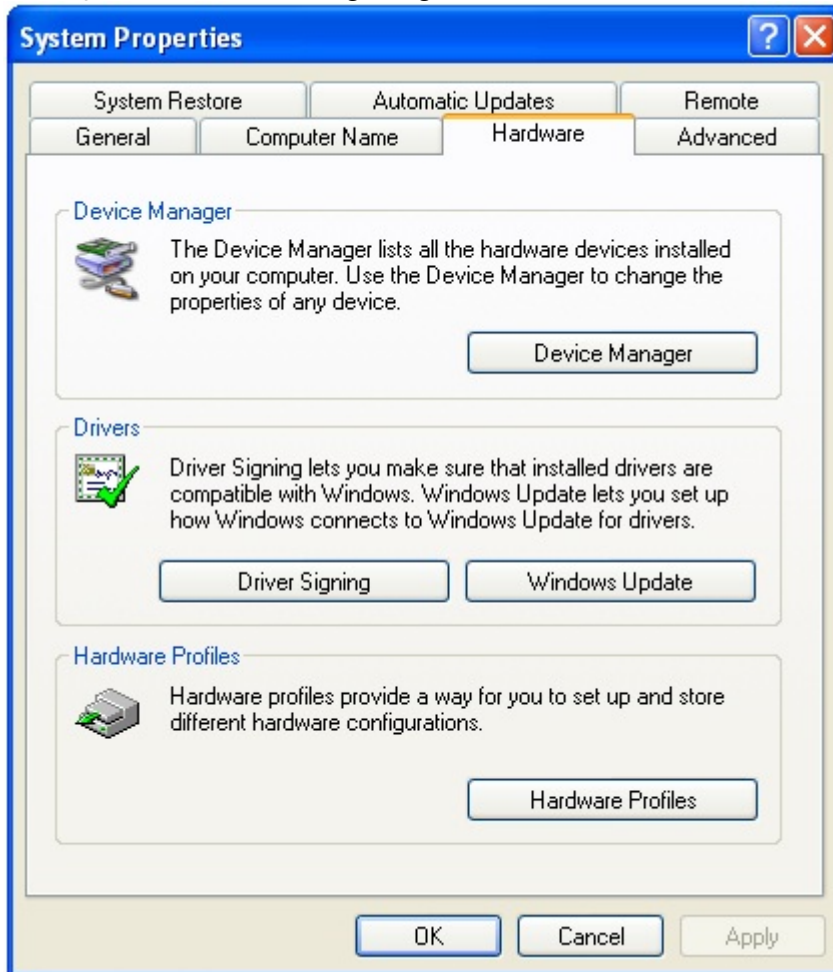 System Properties
System Restore Automatic Updates Remote
General Computer Name Hardware Advanced
Device Manager
The Device Manager lists all the hardware devices installed
on your computer. Use the Device Manager to change the
properties of any device.
Device Manager
Drivers
Driver Signing lets you make sure that installed drivers are
compatible with Windows. Windows Update lets you set up
how Windows connects to Windows Update for drivers.
Driver Signing Windows Update
Hardware Profiles
Hardware profiles provide a way for you to set up and store
different hardware configurations.
Hardware Profiles
OK Cancel Apply